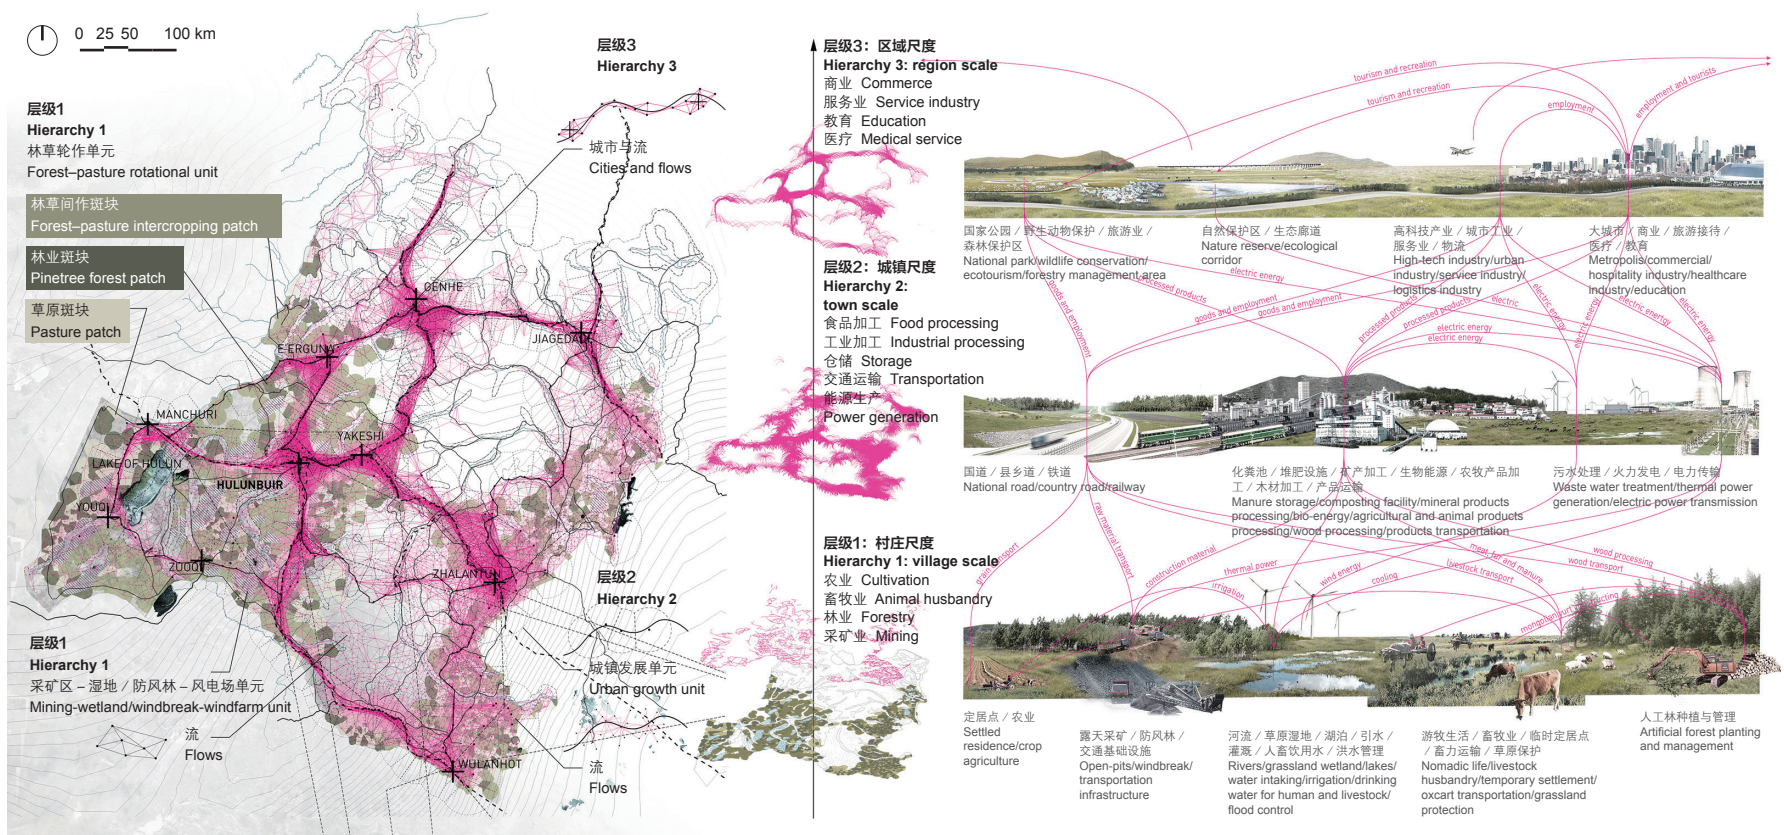 0 25 50 100 km
层级1
Hierarchy 1
林草轮作单元
Forest–pasture rotational unit
林草间作斑块
Forest–pasture intercropping patch
林业斑块
Pinetree forest patch
草原斑块
Pasture patch
层级3
Hierarchy 3
城市与流
Cities and flows
GENHE
JIAGEDAQI
E'ERGUNA
MANCHURI
YAKESHI
LAKE OF HULUN
HULUNBUIR
YOUQI
ZUOQI
ZHALANTUN
WULANHOT
层级2
Hierarchy 2
城镇发展单元
Urban growth unit
流
Flows
层级1
Hierarchy 1
采矿区 – 湿地 / 防风林 – 风电场单元
Mining-wetland/windbreak-windfarm unit
流
Flows
层级3：区域尺度
Hierarchy 3: region scale
商业 Commerce
服务业 Service industry
教育 Education
医疗 Medical service
层级2：城镇尺度
Hierarchy 2:
town scale
食品加工 Food processing
工业加工 Industrial processing
仓储 Storage
交通运输 Transportation
能源生产
Power generation
层级1：村庄尺度
Hierarchy 1: village scale
农业 Cultivation
畜牧业 Animal husbandry
林业 Forestry
采矿业 Mining
tourism and recreation
tourism and recreation
employment
employment and tourists
国家公园 / 野生动物保护 / 旅游业 /
森林保护区
National park/wildlife conservation/
ecotourism/forestry management area
自然保护区 / 生态廊道
Nature reserve/ecological
corridor
高科技产业 / 城市工业 /
服务业 / 物流
High-tech industry/urban
industry/service industry/
logistics industry
大城市 / 商业 / 旅游接待 /
医疗 / 教育
Metropolis/commercial/
hospitality industry/healthcare
industry/education
goods and employment
processed products
electric energy
goods and employment
goods and employment
processed products
processed products
electric
electric energy
electric energy
electric energy
electric energy
electric energy
electric energy
国道 / 县乡道 / 铁道
National road/country road/railway
化粪池 / 堆肥设施 / 矿产加工 / 生物能源 / 农牧产品加
工 / 木材加工 / 产品运输
Manure storage/composting facility/mineral products
processing/bio-energy/agricultural and animal products
processing/wood processing/products transportation
污水处理 / 火力发电 / 电力传输
Waste water treatment/thermal power
generation/electric power transmission
grain transport
raw material transport
construction material
thermal power
irrigation
wind energy
cooling
meat, fur and manure
livestock transport
wood processing
wood transport
定居点 / 农业
Settled
residence/crop
agriculture
露天采矿 / 防风林 /
交通基础设施
Open-pits/windbreak/
transportation
infrastructure
河流 / 草原湿地 / 湖泊 / 引水 /
灌溉 / 人畜饮用水 / 洪水管理
Rivers/grassland wetland/lakes/
water intaking/irrigation/drinking
water for human and livestock/
flood control
游牧生活 / 畜牧业 / 临时定居点
/ 畜力运输 / 草原保护
Nomadic life/livestock
husbandry/temporary settlement/
oxcart transportation/grassland
protection
人工林种植与管理
Artificial forest planting
and management